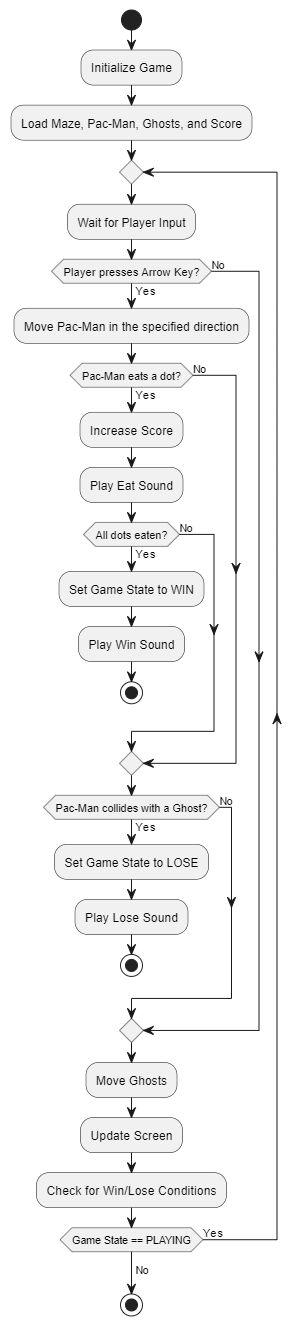 Initialize Game
Load Maze, Pac-Man, Ghosts, and Score
Wait for Player Input
Player presses Arrow Key?
No
Yes
Move Pac-Man in the specified direction
Pac-Man eats a dot?
No
Yes
Increase Score
Play Eat Sound
All dots eaten?
No
Yes
Set Game State to WIN
Play Win Sound
Pac-Man collides with a Ghost?
No
Yes
Set Game State to LOSE
Play Lose Sound
Move Ghosts
Update Screen
Check for Win/Lose Conditions
Game State == PLAYING
Yes
No